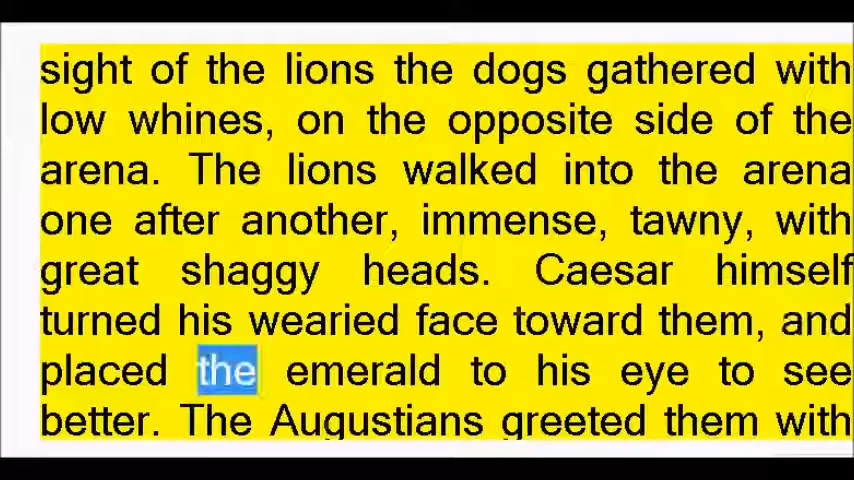 sight of the lions the dogs gathered with
low whines, on the opposite side of the
arena. The lions walked into the arena
one after another, immense, tawny, with
great shaggy heads. Caesar himself
turned his wearied face toward them, and
placed the emerald to his eye to see
better. The Augustians greeted them with